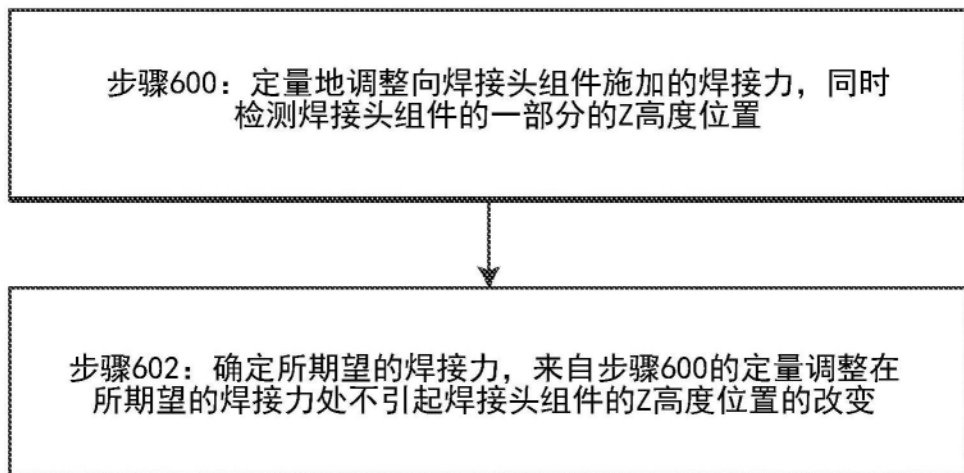 步骤600：定量地调整向焊接头组件施加的焊接力，同时
检测焊接头组件的一部分的Z高度位置
步骤602：确定所期望的焊接力，来自步骤600的定量调整在
所期望的焊接力处不引起焊接头组件的Z高度位置的改变